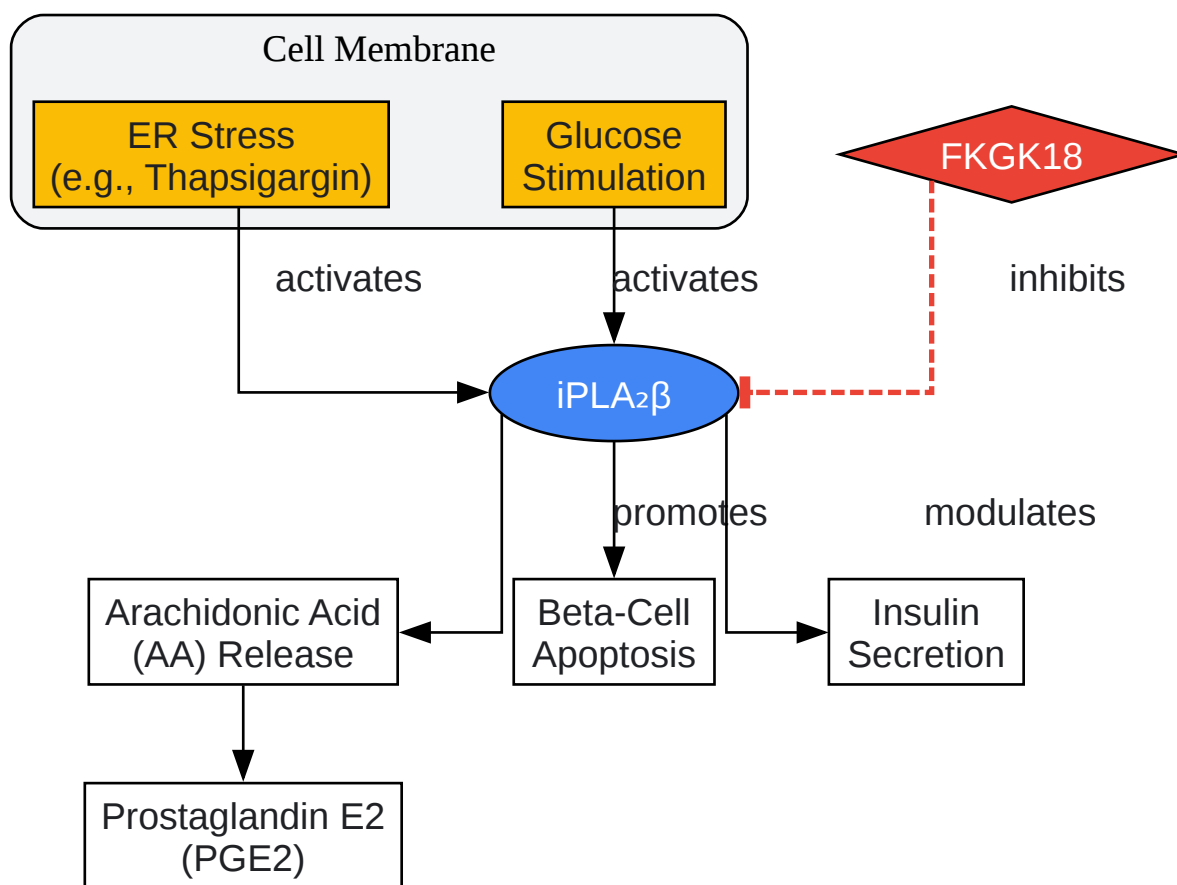 Cell Membrane
ER Stress
(e.g., Thapsigargin)
Glucose
Stimulation
FKGK18
activates
activates
inhibits
iPLA₂β
promotes
modulates
Arachidonic Acid
(AA) Release
Beta-Cell
Apoptosis
Insulin
Secretion
Prostaglandin E2
(PGE2)